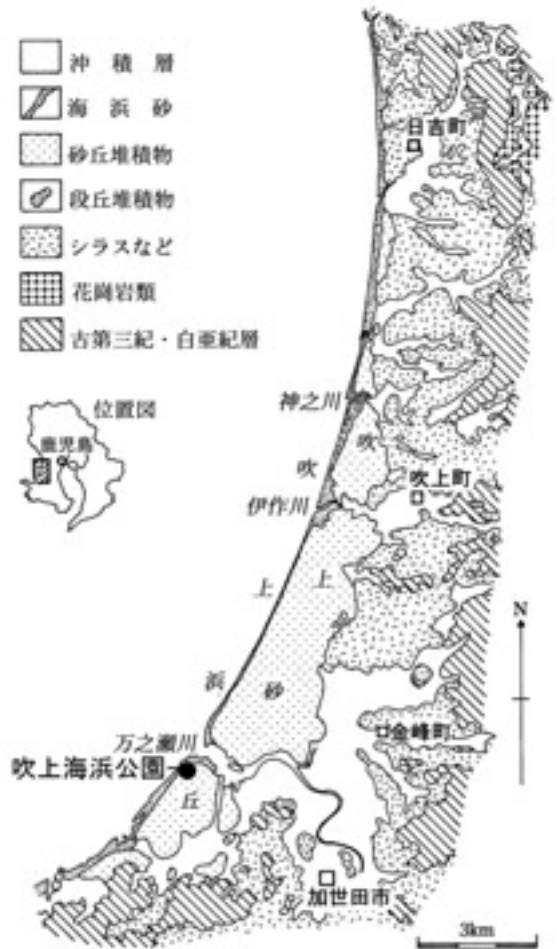 沖積層
海浜砂
砂丘堆積物
段丘堆積物
シラスなど
花崗岩類
古第三紀・白亜紀層
位置図
鹿児島
日吉町
神之川
吹
吹
吹上町
伊作川
上
上
浜
砂
N
万之瀬川
金峰町
吹上海浜公園
丘
加世田市
3km